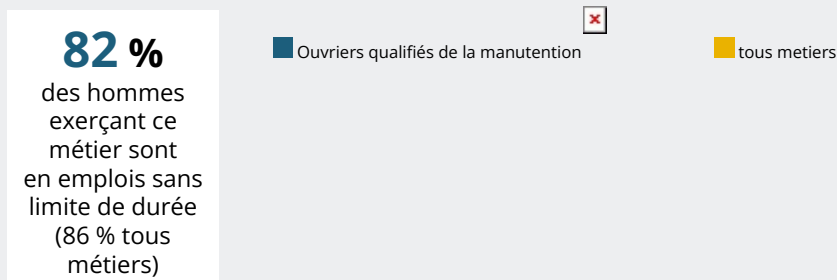 82 %
des hommes
exerçant ce
métier sont
en emplois sans
limite de durée
(86 % tous
métiers)
Ouvriers qualifiés de la manutention
tous metiers